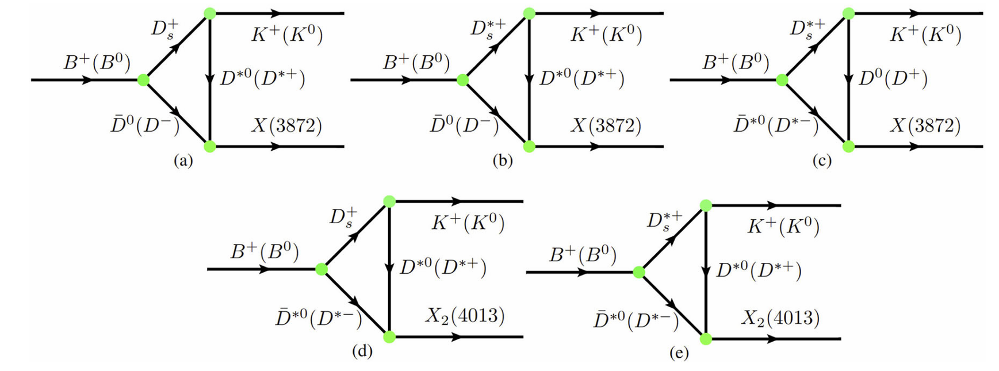 D_s^+ K^+(K^0)
B^+(B^0) D^{*0}(D^{*+})
\bar{D}^0(D^-) X(3872)
(a)
D_s^{*+} K^+(K^0)
B^+(B^0) D^{*0}(D^{*+})
\bar{D}^0(D^-) X(3872)
(b)
D_s^{*+} K^+(K^0)
B^+(B^0) D^0(D^+)
\bar{D}^{*0}(D^{*-}) X(3872)
(c)
D_s^+ K^+(K^0)
B^+(B^0) D^{*0}(D^{*+})
\bar{D}^{*0}(D^{*-}) X_2(4013)
(d)
D_s^{*+} K^+(K^0)
B^+(B^0) D^{*0}(D^{*+})
\bar{D}^{*0}(D^{*-}) X_2(4013)
(e)